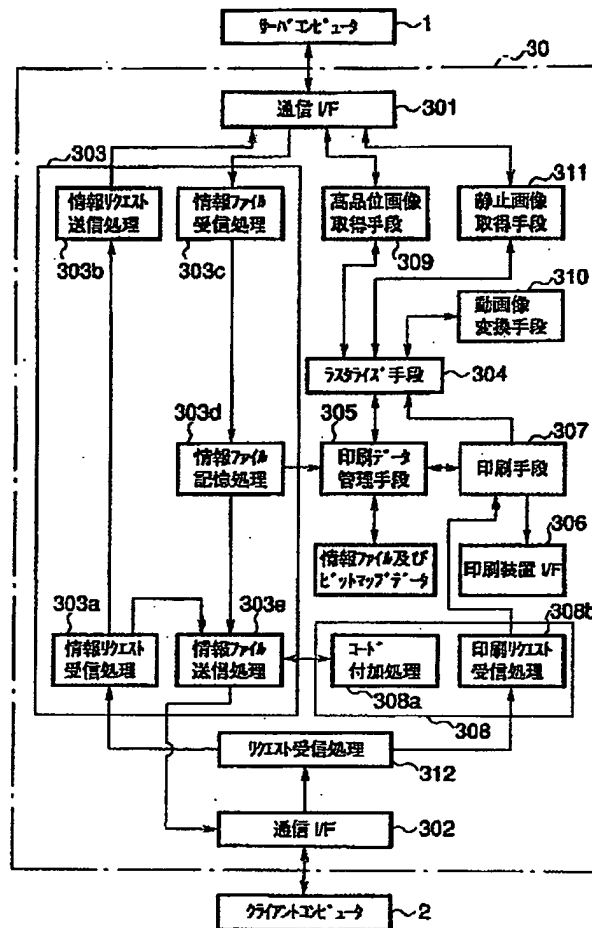 サーバコンピュータ
1
30
通信 I/F
301
303
情報リクエスト
送信処理
303b
情報ファイル
受信処理
303c
高品位画像
取得手段
309
311
静止画像
取得手段
310
動画像
変換手段
ラスタライズ手段
304
303d
情報ファイル
記憶処理
305
印刷データ
管理手段
307
印刷手段
情報ファイル及び
ビットマップデータ
306
印刷装置 I/F
303a
情報リクエスト
受信処理
303e
情報ファイル
送信処理
コード
付加処理
308a
308b
印刷リクエスト
受信処理
308
リクエスト受信処理
312
通信 I/F
302
クライアントコンピュータ
2